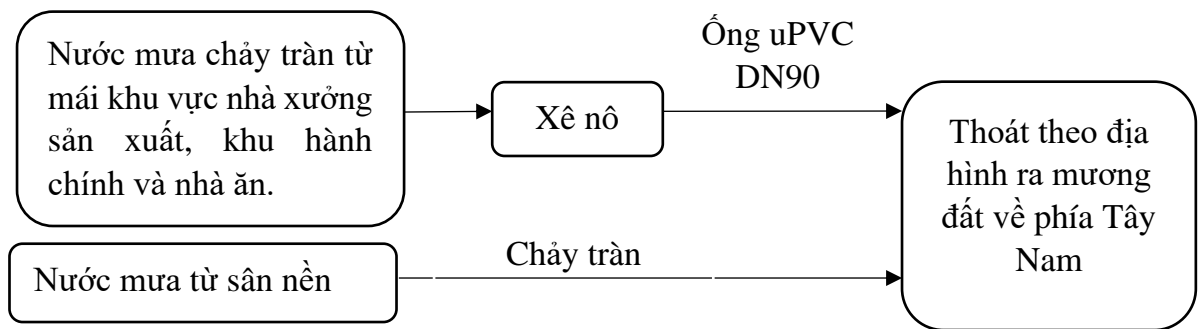 Nước mưa chảy tràn từ
mái khu vực nhà xưởng
sản xuất, khu hành
chính và nhà ăn.
Xê nô
Ống uPVC
DN90
Thoát theo địa
hình ra mương
đất về phía Tây
Nam
Nước mưa từ sân nền
Chảy tràn